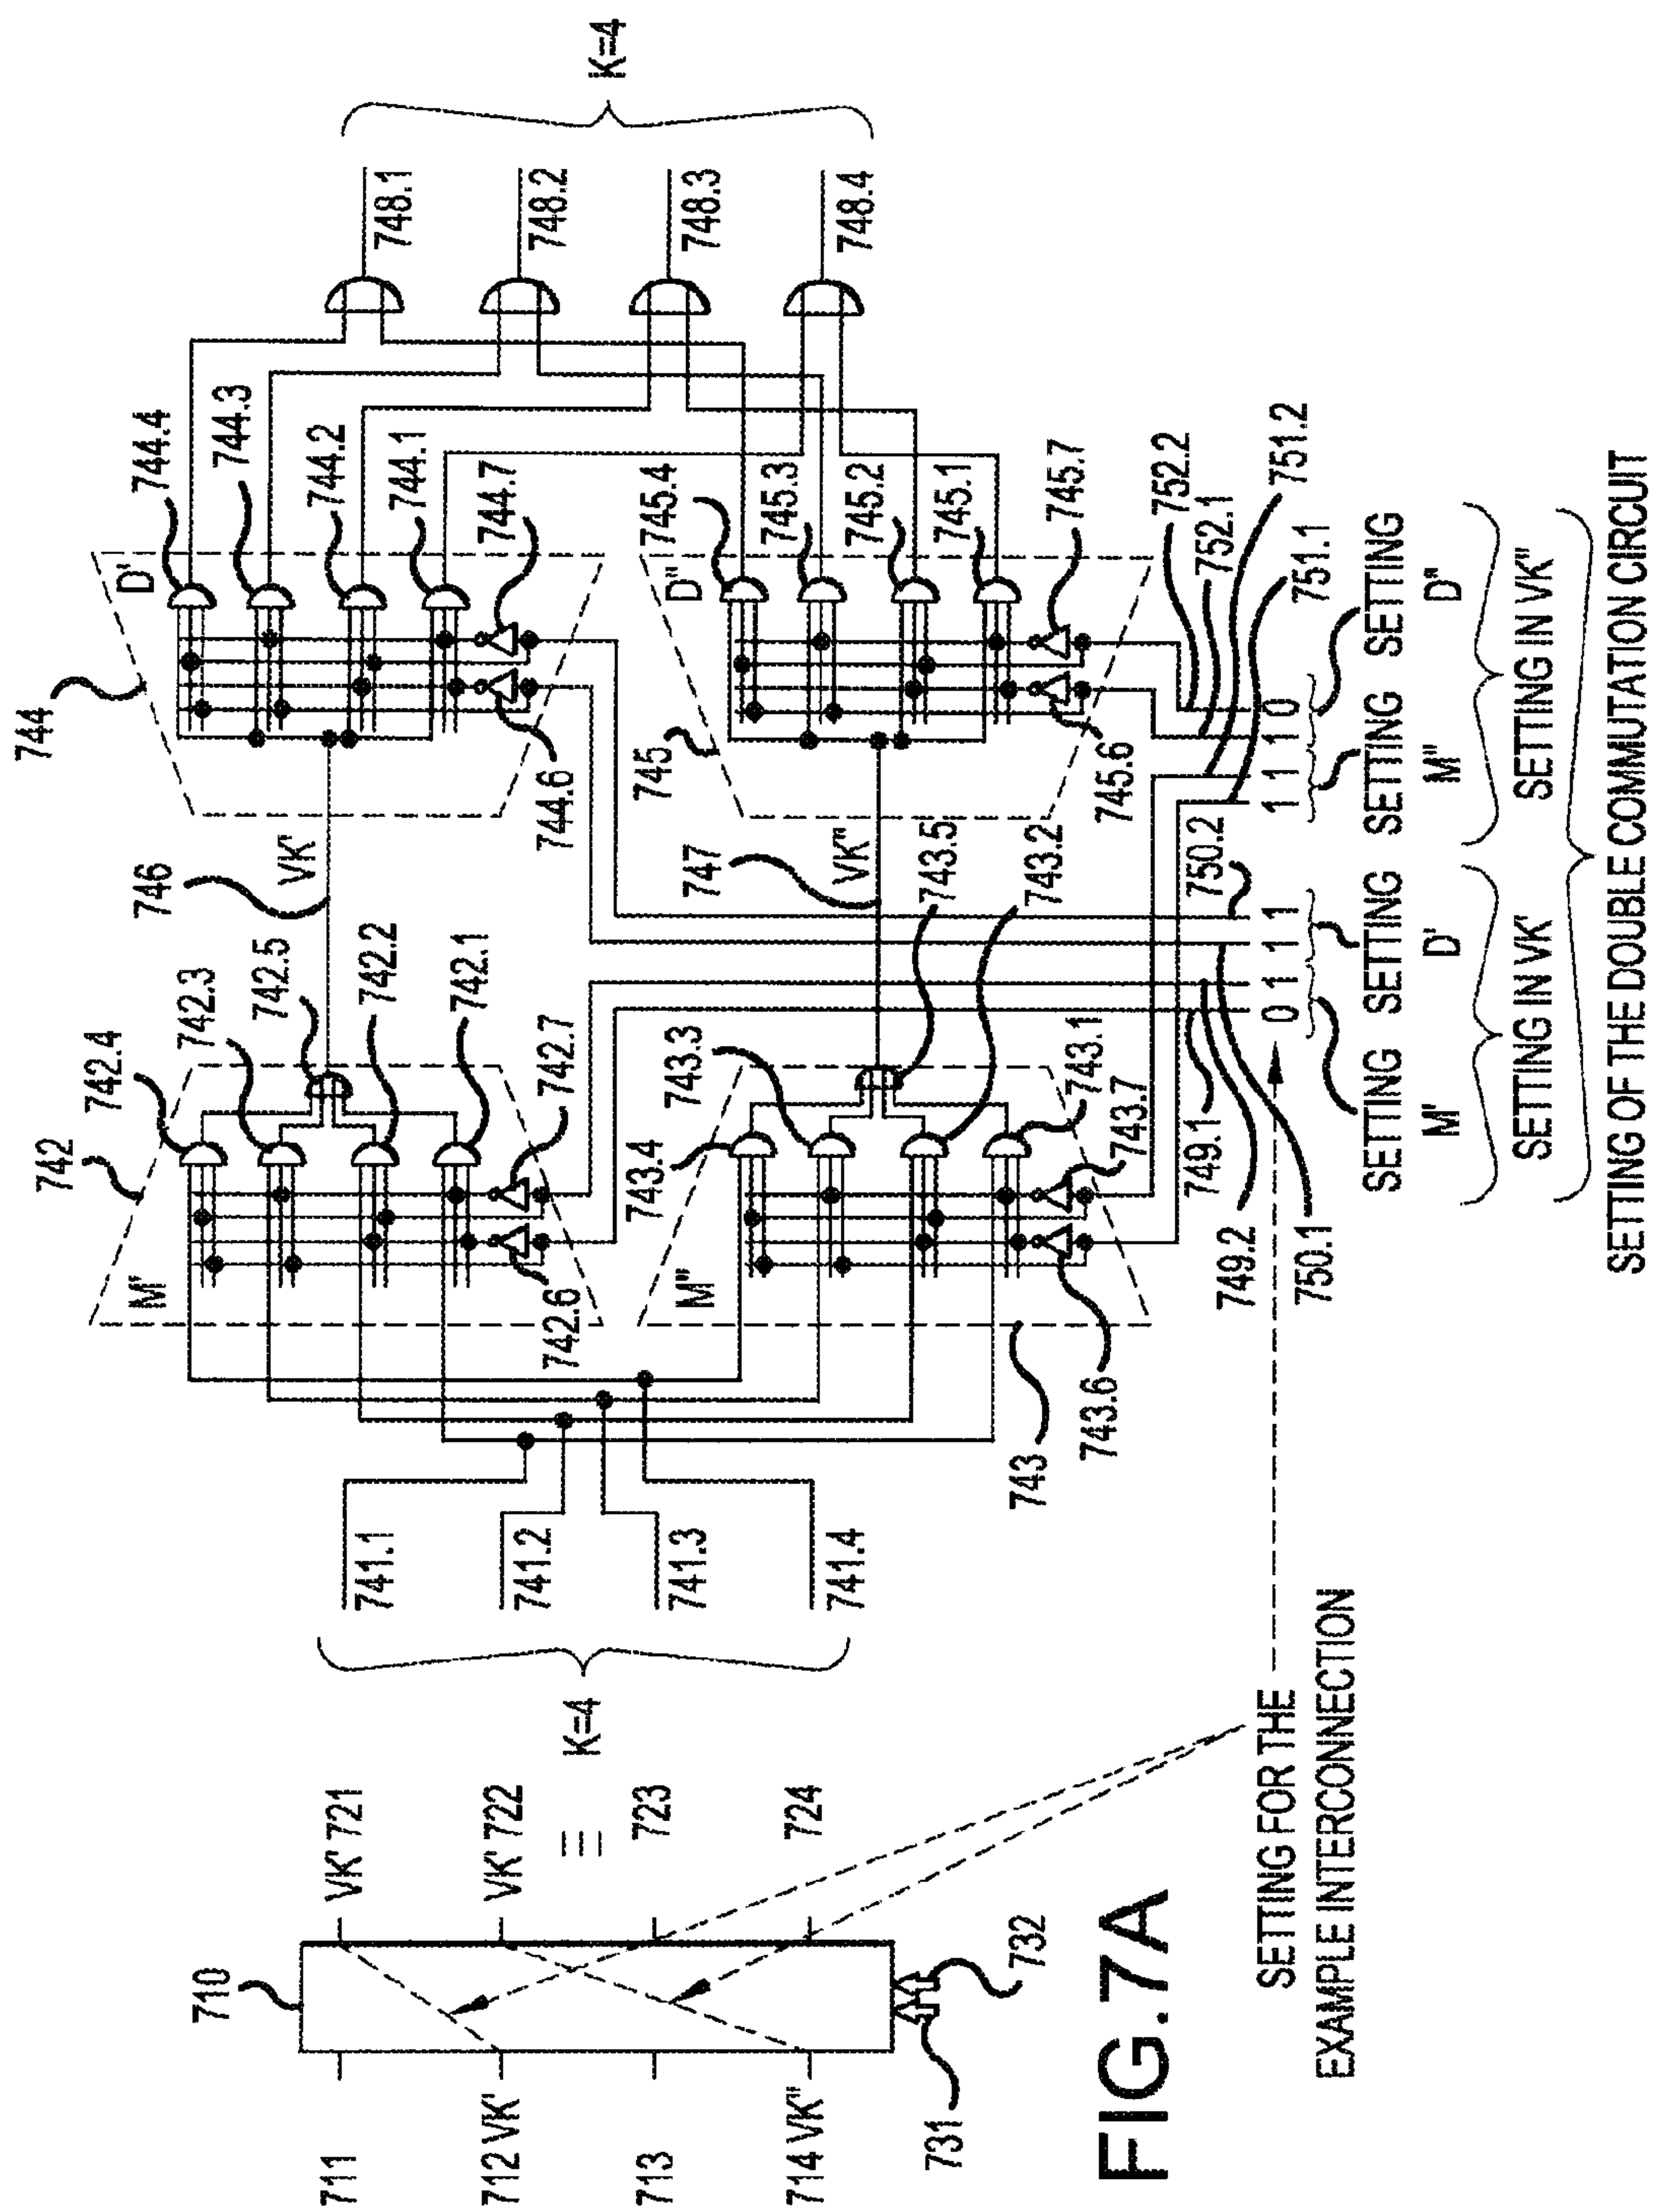 710
711
712 VK'
713
714 VK"
VK' 721
VK' 722
723
724
731
732
K=4
741.1
741.2
741.3
741.4
742
M'
742.4
742.3
742.5
742.2
742.1
742.7
742.6
743
M"
743.4
743.3
743.5
743.2
743.1
743.7
743.6
746
VK'
747
VK"
744
D'
744.4
744.3
744.2
744.1
744.7
744.6
745
D"
745.4
745.3
745.2
745.1
745.7
745.6
748.1
748.2
748.3
748.4
K=4
749.1
749.2
750.1
750.2
752.2
752.1
751.2
751.1
0 1 1 1 1 1 1 0
SETTING SETTING SETTING SETTING
M' D' M" D"
SETTING IN VK' SETTING IN VK"
SETTING OF THE DOUBLE COMMUTATION CIRCUIT
SETTING FOR THE
EXAMPLE INTERCONNECTION
FIG.7A